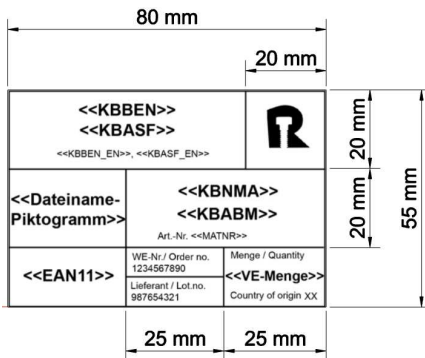 80 mm
20 mm
<<KBBEN>>
<<KBASF>>
<<KBBEN_EN>>, <<KBASF_EN>>
R
20 mm
55 mm
<<Dateiname-
Piktogramm>>
<<KBNMA>>
<<KBABM>>
Art.-Nr. <<MATNR>>
20 mm
<<EAN11>>
WE-Nr./ Order no.
1234567890
Lieferant / Lot.no.
987654321
Menge / Quantity
<<VE-Menge>>
Country of origin XX
25 mm
25 mm